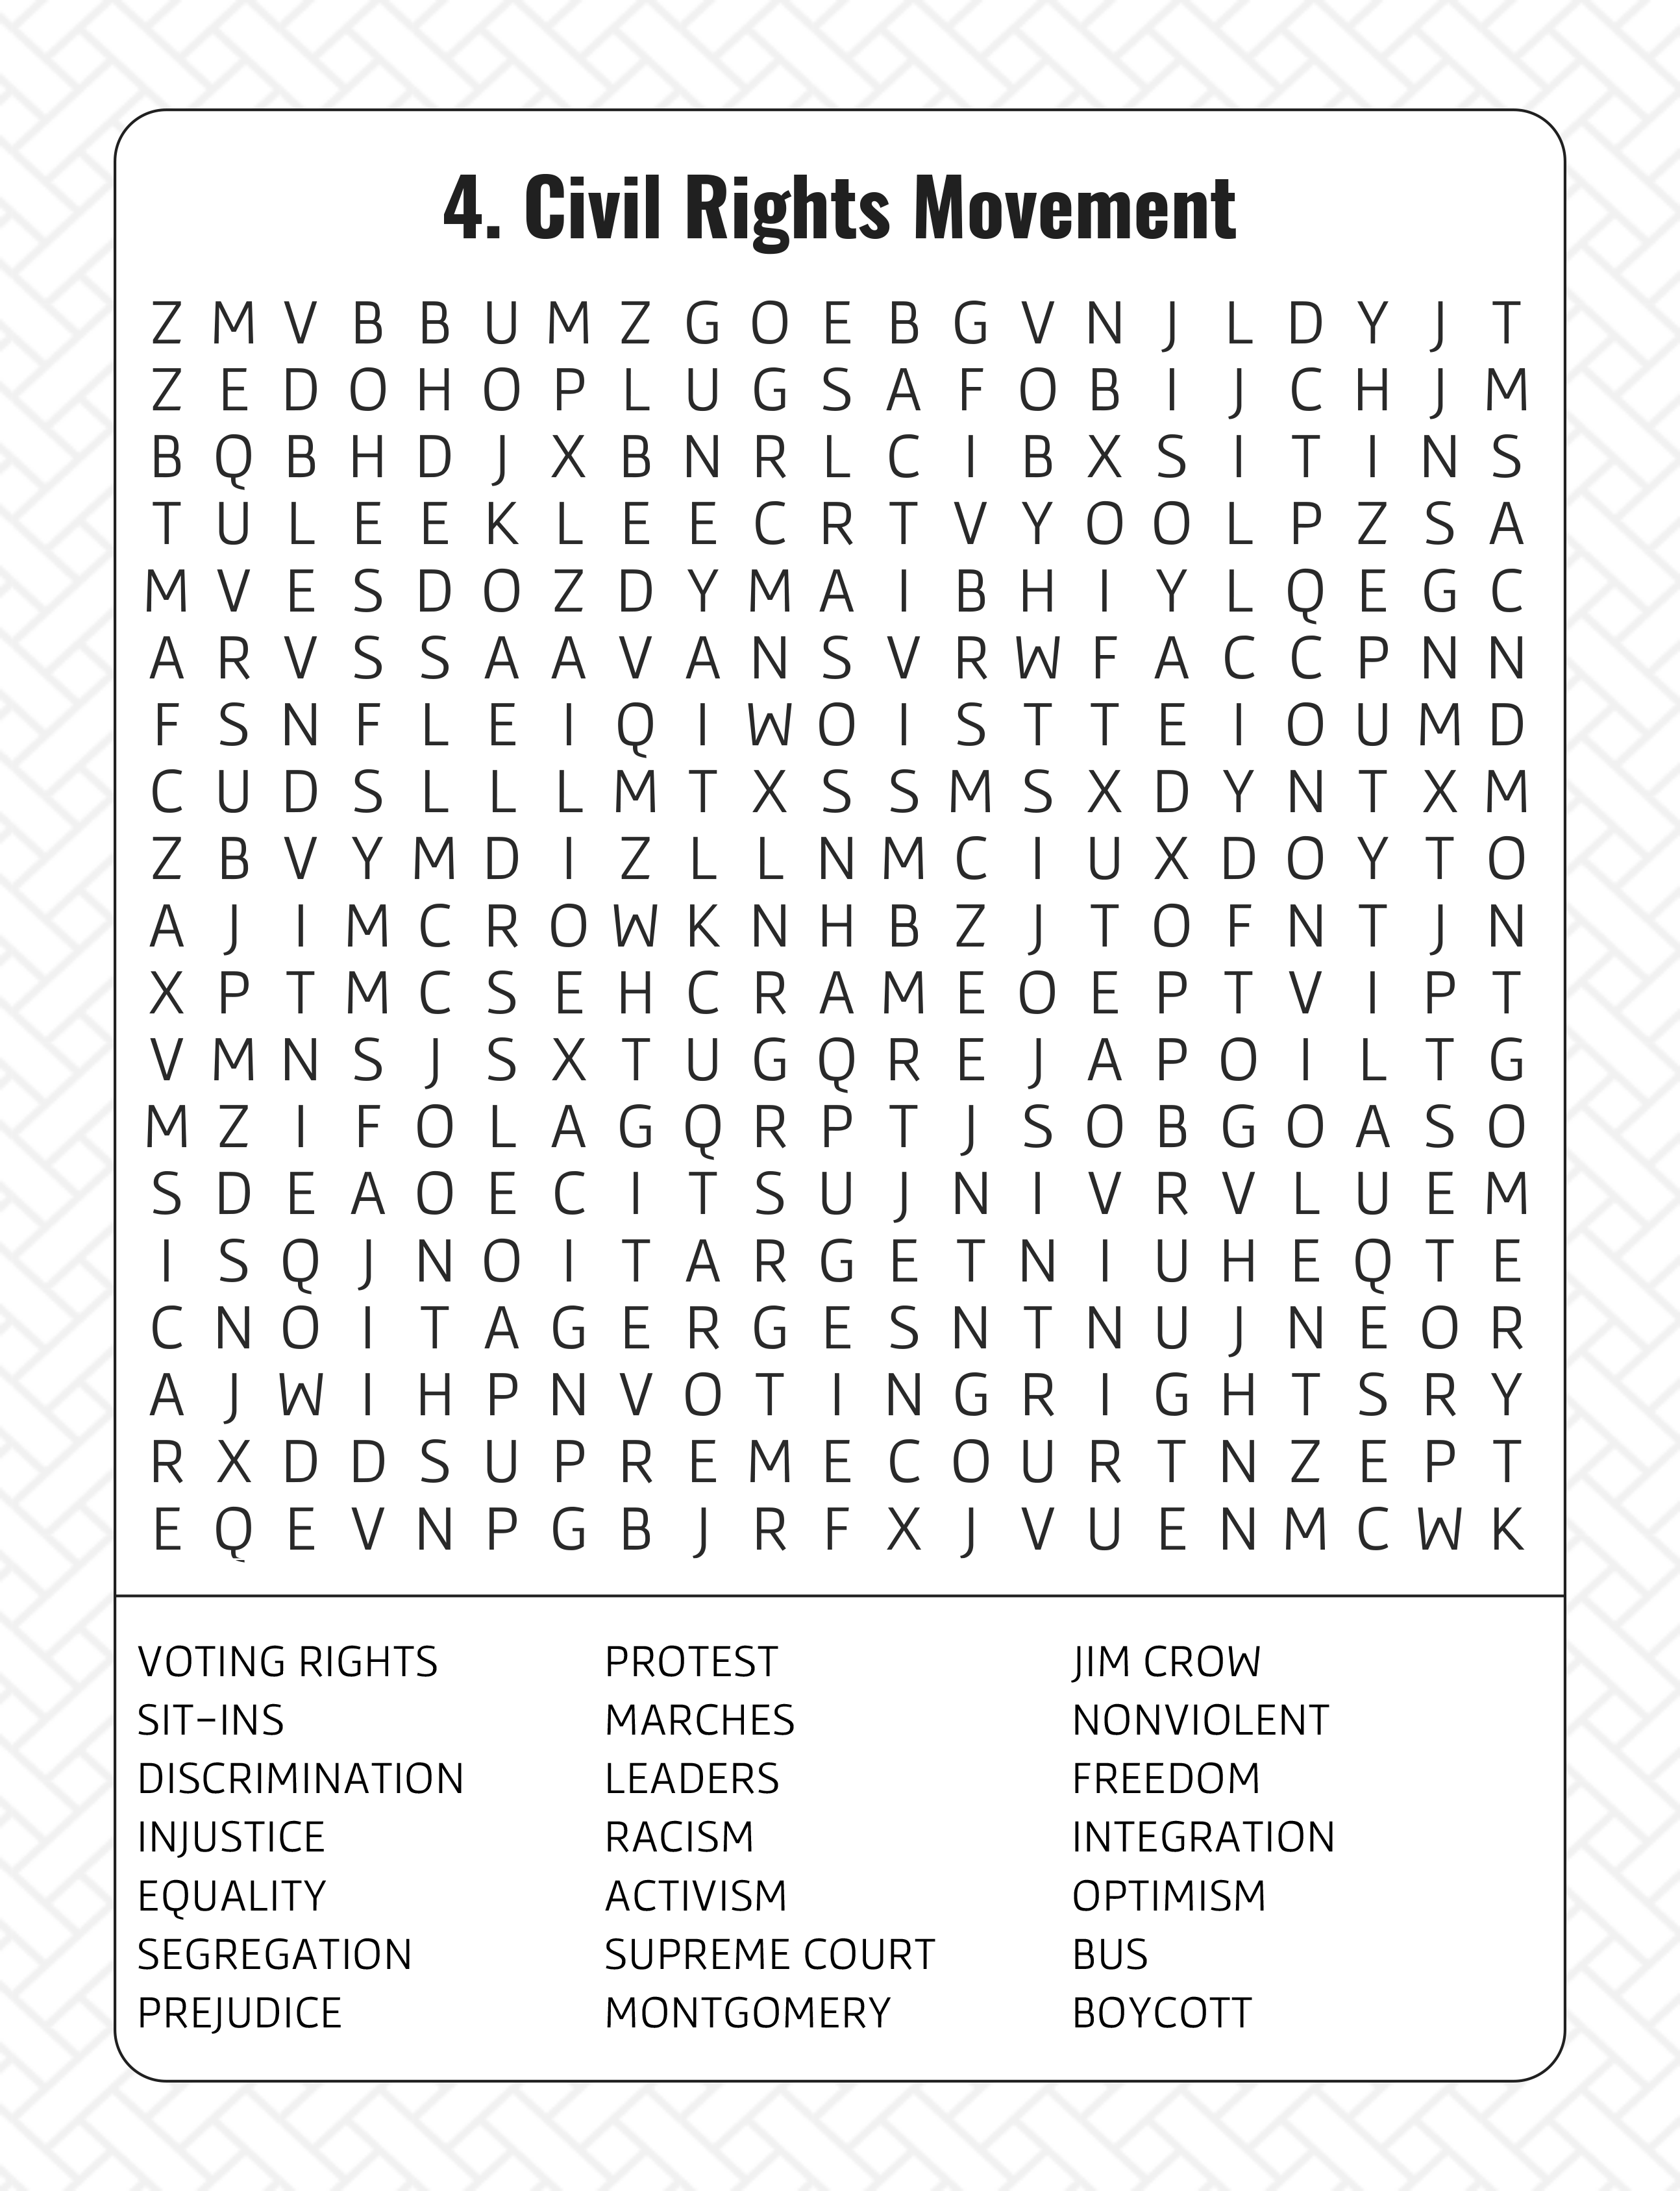 4. Civil Rights Movement
Z M V B B U M Z G O E B G V N J L D Y J T
Z E D O H O P L U G S A F O B I J C H J M
B Q B H D J X B N R L C I B X S I T I N S
T U L E E K L E E C R T V Y O O L P Z S A
M V E S D O Z D Y M A I B H I Y L Q E G C
A R V S S A A V A N S V R W F A C C P N N
F S N F L E I Q I W O I S T T E I O U M D
C U D S L L L M T X S S M S X D Y N T X M
Z B V Y M D I Z L L N M C I U X D O Y T O
A J I M C R O W K N H B Z J T O F N T J N
X P T M C S E H C R A M E O E P T V I P T
V M N S J S X T U G Q R E J A P O I L T G
M Z I F O L A G Q R P T J S O B G O A S O
S D E A O E C I T S U J N I V R V L U E M
I S Q J N O I T A R G E T N I U H E Q T E
C N O I T A G E R G E S N T N U J N E O R
A J W I H P N V O T I N G R I G H T S R Y
R X D D S U P R E M E C O U R T N Z E P T
E Q E V N P G B J R F X J V U E N M C W K
VOTING RIGHTS PROTEST JIM CROW
SIT-INS MARCHES NONVIOLENT
DISCRIMINATION LEADERS FREEDOM
INJUSTICE RACISM INTEGRATION
EQUALITY ACTIVISM OPTIMISM
SEGREGATION SUPREME COURT BUS
PREJUDICE MONTGOMERY BOYCOTT